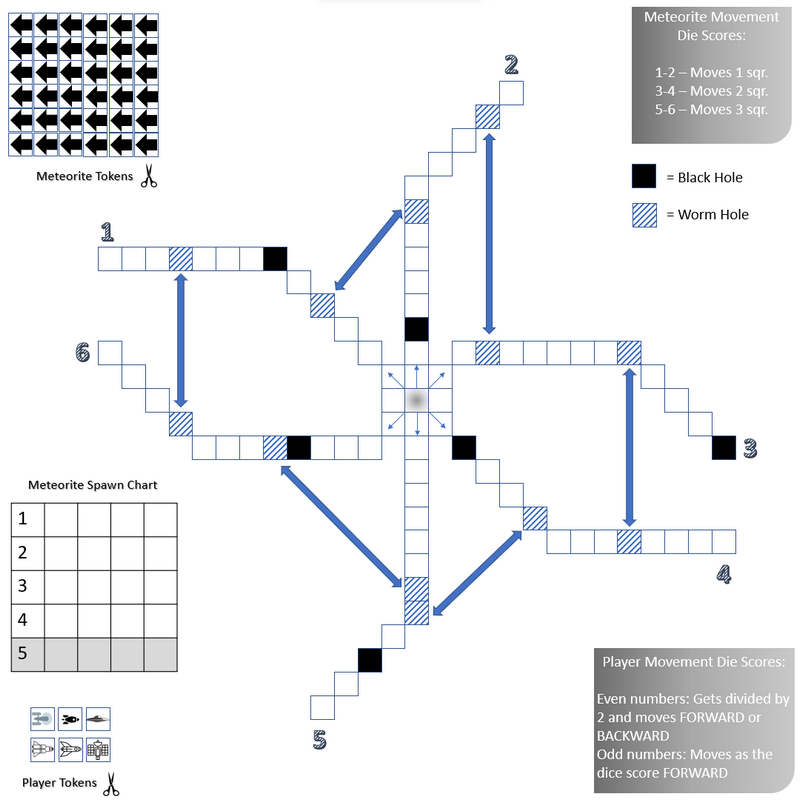 Meteorite Movement
Die Scores:
1-2 – Moves 1 sqr.
3-4 – Moves 2 sqr.
5-6 – Moves 3 sqr.
2
Meteorite Tokens
= Black Hole
= Worm Hole
1
6
3
Meteorite Spawn Chart
1
2
3
4
5
4
5
Player Movement Die Scores:
Even numbers: Gets divided by
2 and moves FORWARD or
BACKWARD
Odd numbers: Moves as the
dice score FORWARD
Player Tokens